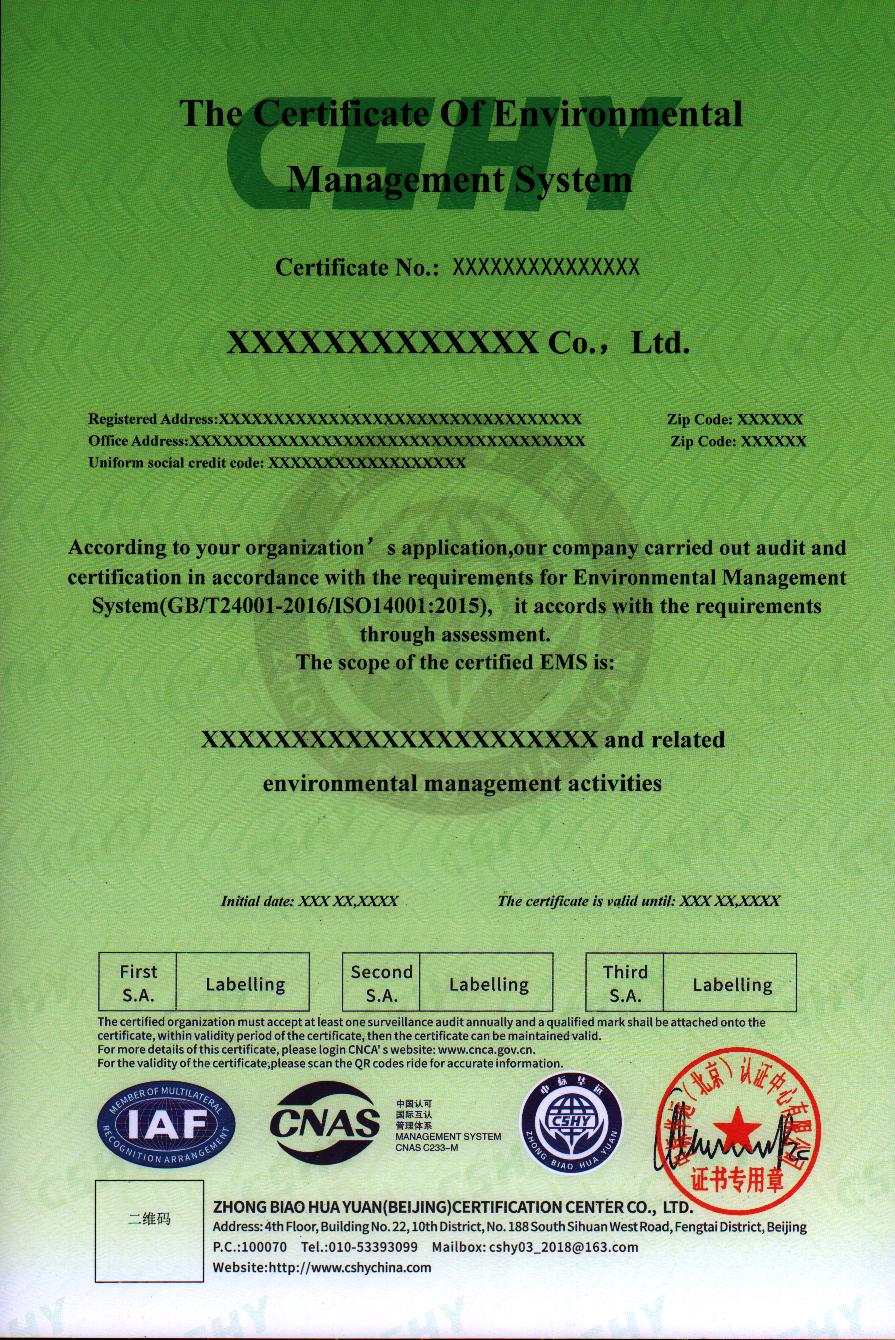 CSHY
The Certificate Of Environmental
Management System
Certificate No.: XXXXXXXXXXXXXXX
XXXXXXXXXXXXX Co., Ltd.
Registered Address:XXXXXXXXXXXXXXXXXXXXXXXXXXXXXXXXX Zip Code: XXXXXX
Office Address:XXXXXXXXXXXXXXXXXXXXXXXXXXXXXXXXXXXX Zip Code: XXXXXX
Uniform social credit code: XXXXXXXXXXXXXXXXXX
According to your organization’s application,our company carried out audit and
certification in accordance with the requirements for Environmental Management
System(GB/T24001-2016/ISO14001:2015), it accords with the requirements
through assessment.
The scope of the certified EMS is:
XXXXXXXXXXXXXXXXXXXXXX and related
environmental management activities
Initial date: XXX XX,XXXX The certificate is valid until: XXX XX,XXXX
First S.A. Labelling Second S.A. Labelling Third S.A. Labelling
The certified organization must accept at least one surveillance audit annually and a qualified mark shall be attached onto the
certificate, within validity period of the certificate, then the certificate can be maintained valid.
For more details of this certificate, please login CNCA's website: www.cnca.gov.cn.
For the validity of the certificate,please scan the QR codes ride for accurate information.
MEMBER OF MULTILATERAL
IAF
RECOGNITION ARRANGEMENT
CNAS
中国认可
国际互认
管理体系
MANAGEMENT SYSTEM
CNAS C233-M
中标华远
CSHY
ZHONG BIAO HUA YUAN
（北京）认证中心有限公司
证书专用章
二维码
ZHONG BIAO HUA YUAN(BEIJING)CERTIFICATION CENTER CO., LTD.
Address: 4th Floor, Building No. 22, 10th District, No. 188 South Sihuan West Road, Fengtai District, Beijing
P.C.:100070 Tel.:010-53393099 Mailbox: cshy03_2018@163.com
Website:http://www.cshychina.com